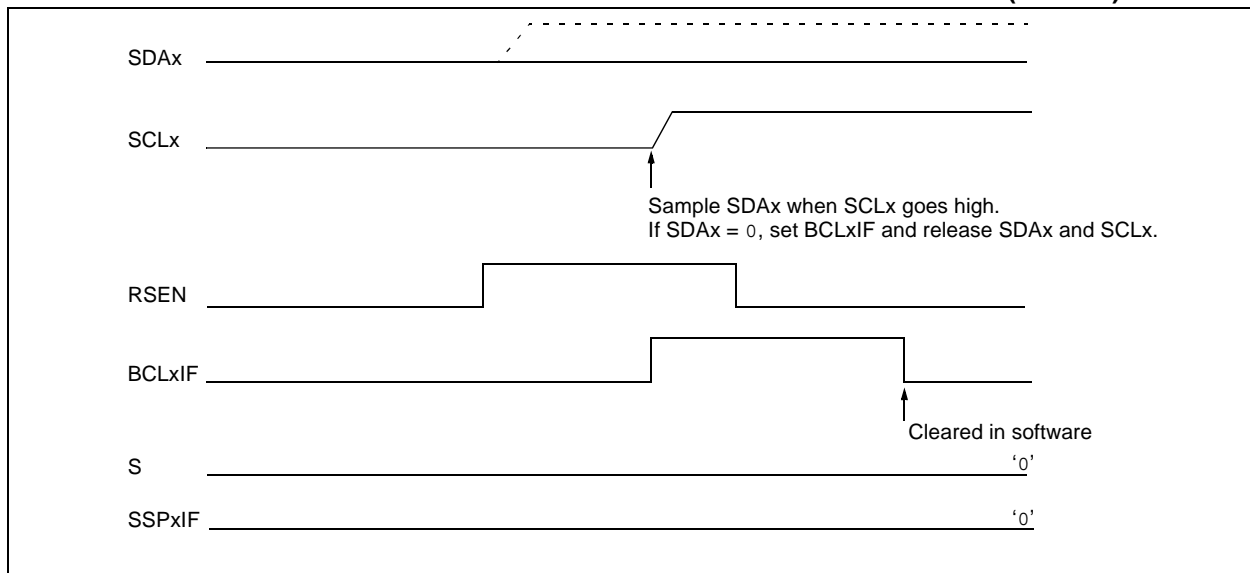 SDAx
SCLx
Sample SDAx when SCLx goes high.
If SDAx = 0, set BCLxIF and release SDAx and SCLx.
RSEN
BCLxIF
Cleared in software
S ‘0’
SSPxIF ‘0’